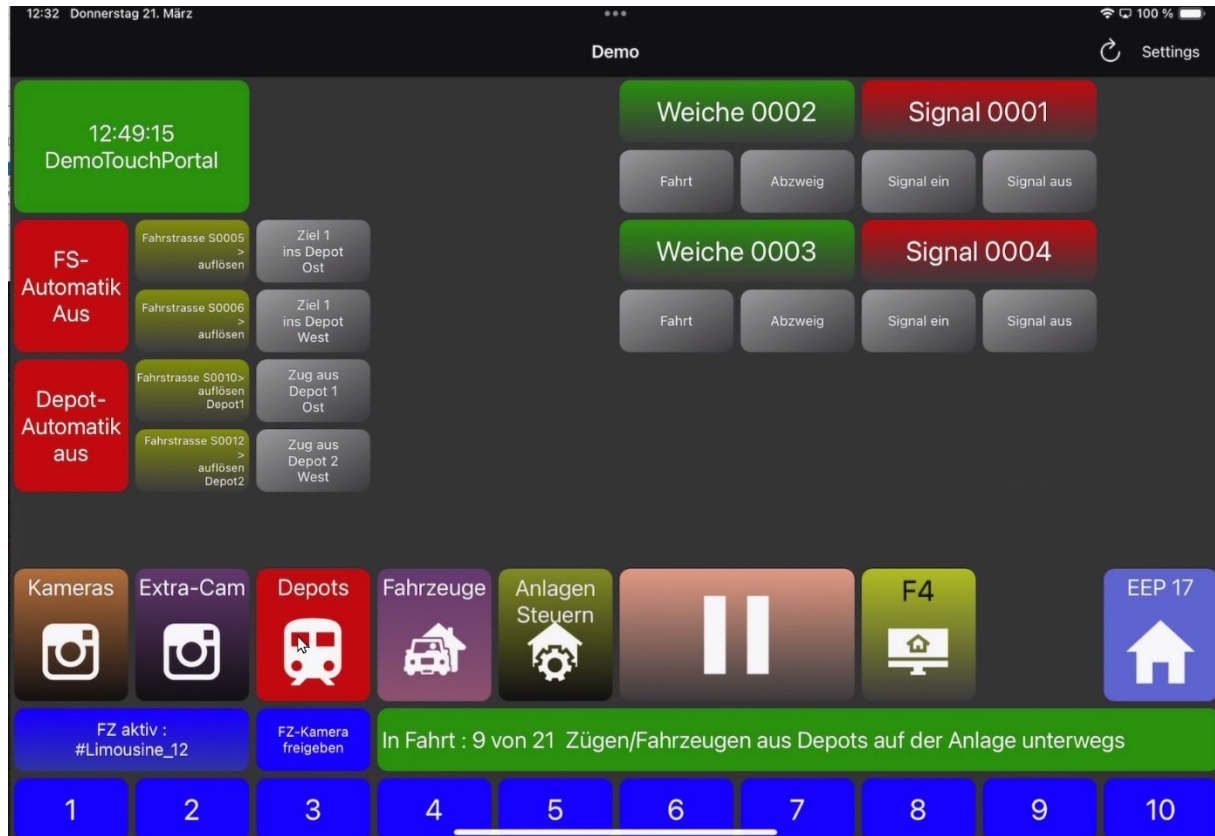 12:32 Donnerstag 21. März
100 %
Demo
Settings
12:49:15
DemoTouchPortal
Weiche 0002
Signal 0001
Fahrt
Abzweig
Signal ein
Signal aus
FS-
Automatik
Aus
Fahrstrasse S0005
>
auflösen
Ziel 1
ins Depot
Ost
Weiche 0003
Signal 0004
Fahrstrasse S0006
>
auflösen
Ziel 1
ins Depot
West
Fahrt
Abzweig
Signal ein
Signal aus
Depot-
Automatik
aus
Fahrstrasse S0010>
auflösen
Depot1
Zug aus
Depot 1
Ost
Fahrstrasse S0012
>
auflösen
Depot2
Zug aus
Depot 2
West
Kameras
Extra-Cam
Depots
Fahrzeuge
Anlagen
Steuern
F4
EEP 17
FZ aktiv :
#Limousine_12
FZ-Kamera
freigeben
In Fahrt : 9 von 21 Zügen/Fahrzeugen aus Depots auf der Anlage unterwegs
1
2
3
4
5
6
7
8
9
10